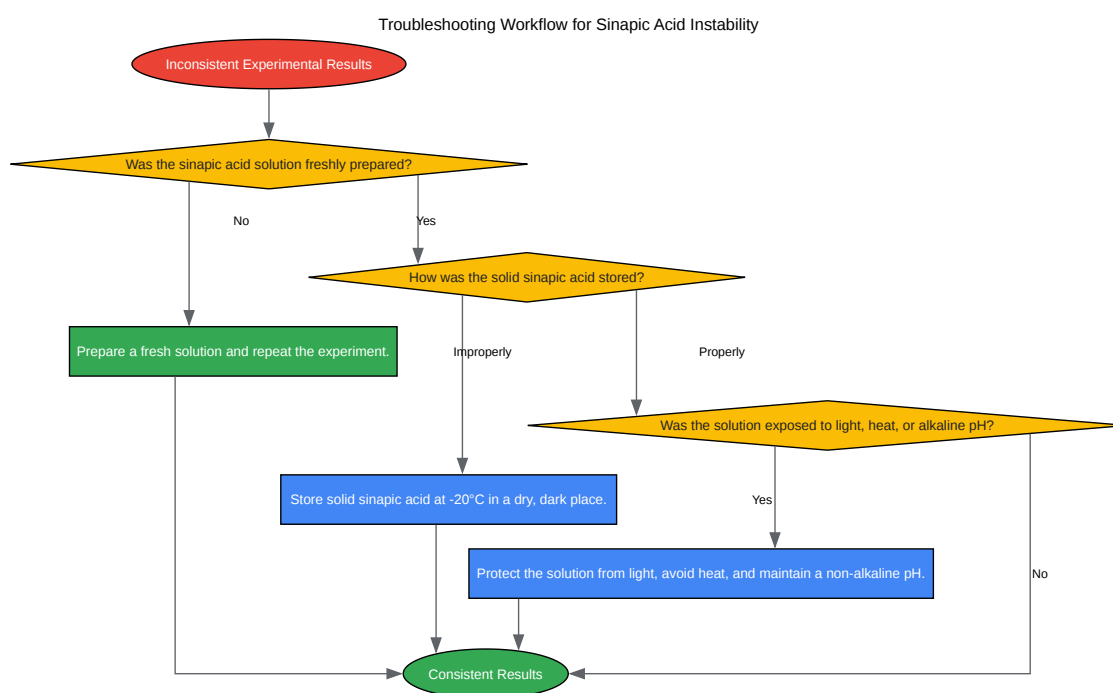 Troubleshooting Workflow for Sinapic Acid Instability
Inconsistent Experimental Results
Was the sinapic acid solution freshly prepared?
No
Yes
How was the solid sinapic acid stored?
Prepare a fresh solution and repeat the experiment.
Improperly
Properly
Was the solution exposed to light, heat, or alkaline pH?
Store solid sinapic acid at -20°C in a dry, dark place.
Yes
Protect the solution from light, avoid heat, and maintain a non-alkaline pH.
No
Consistent Results